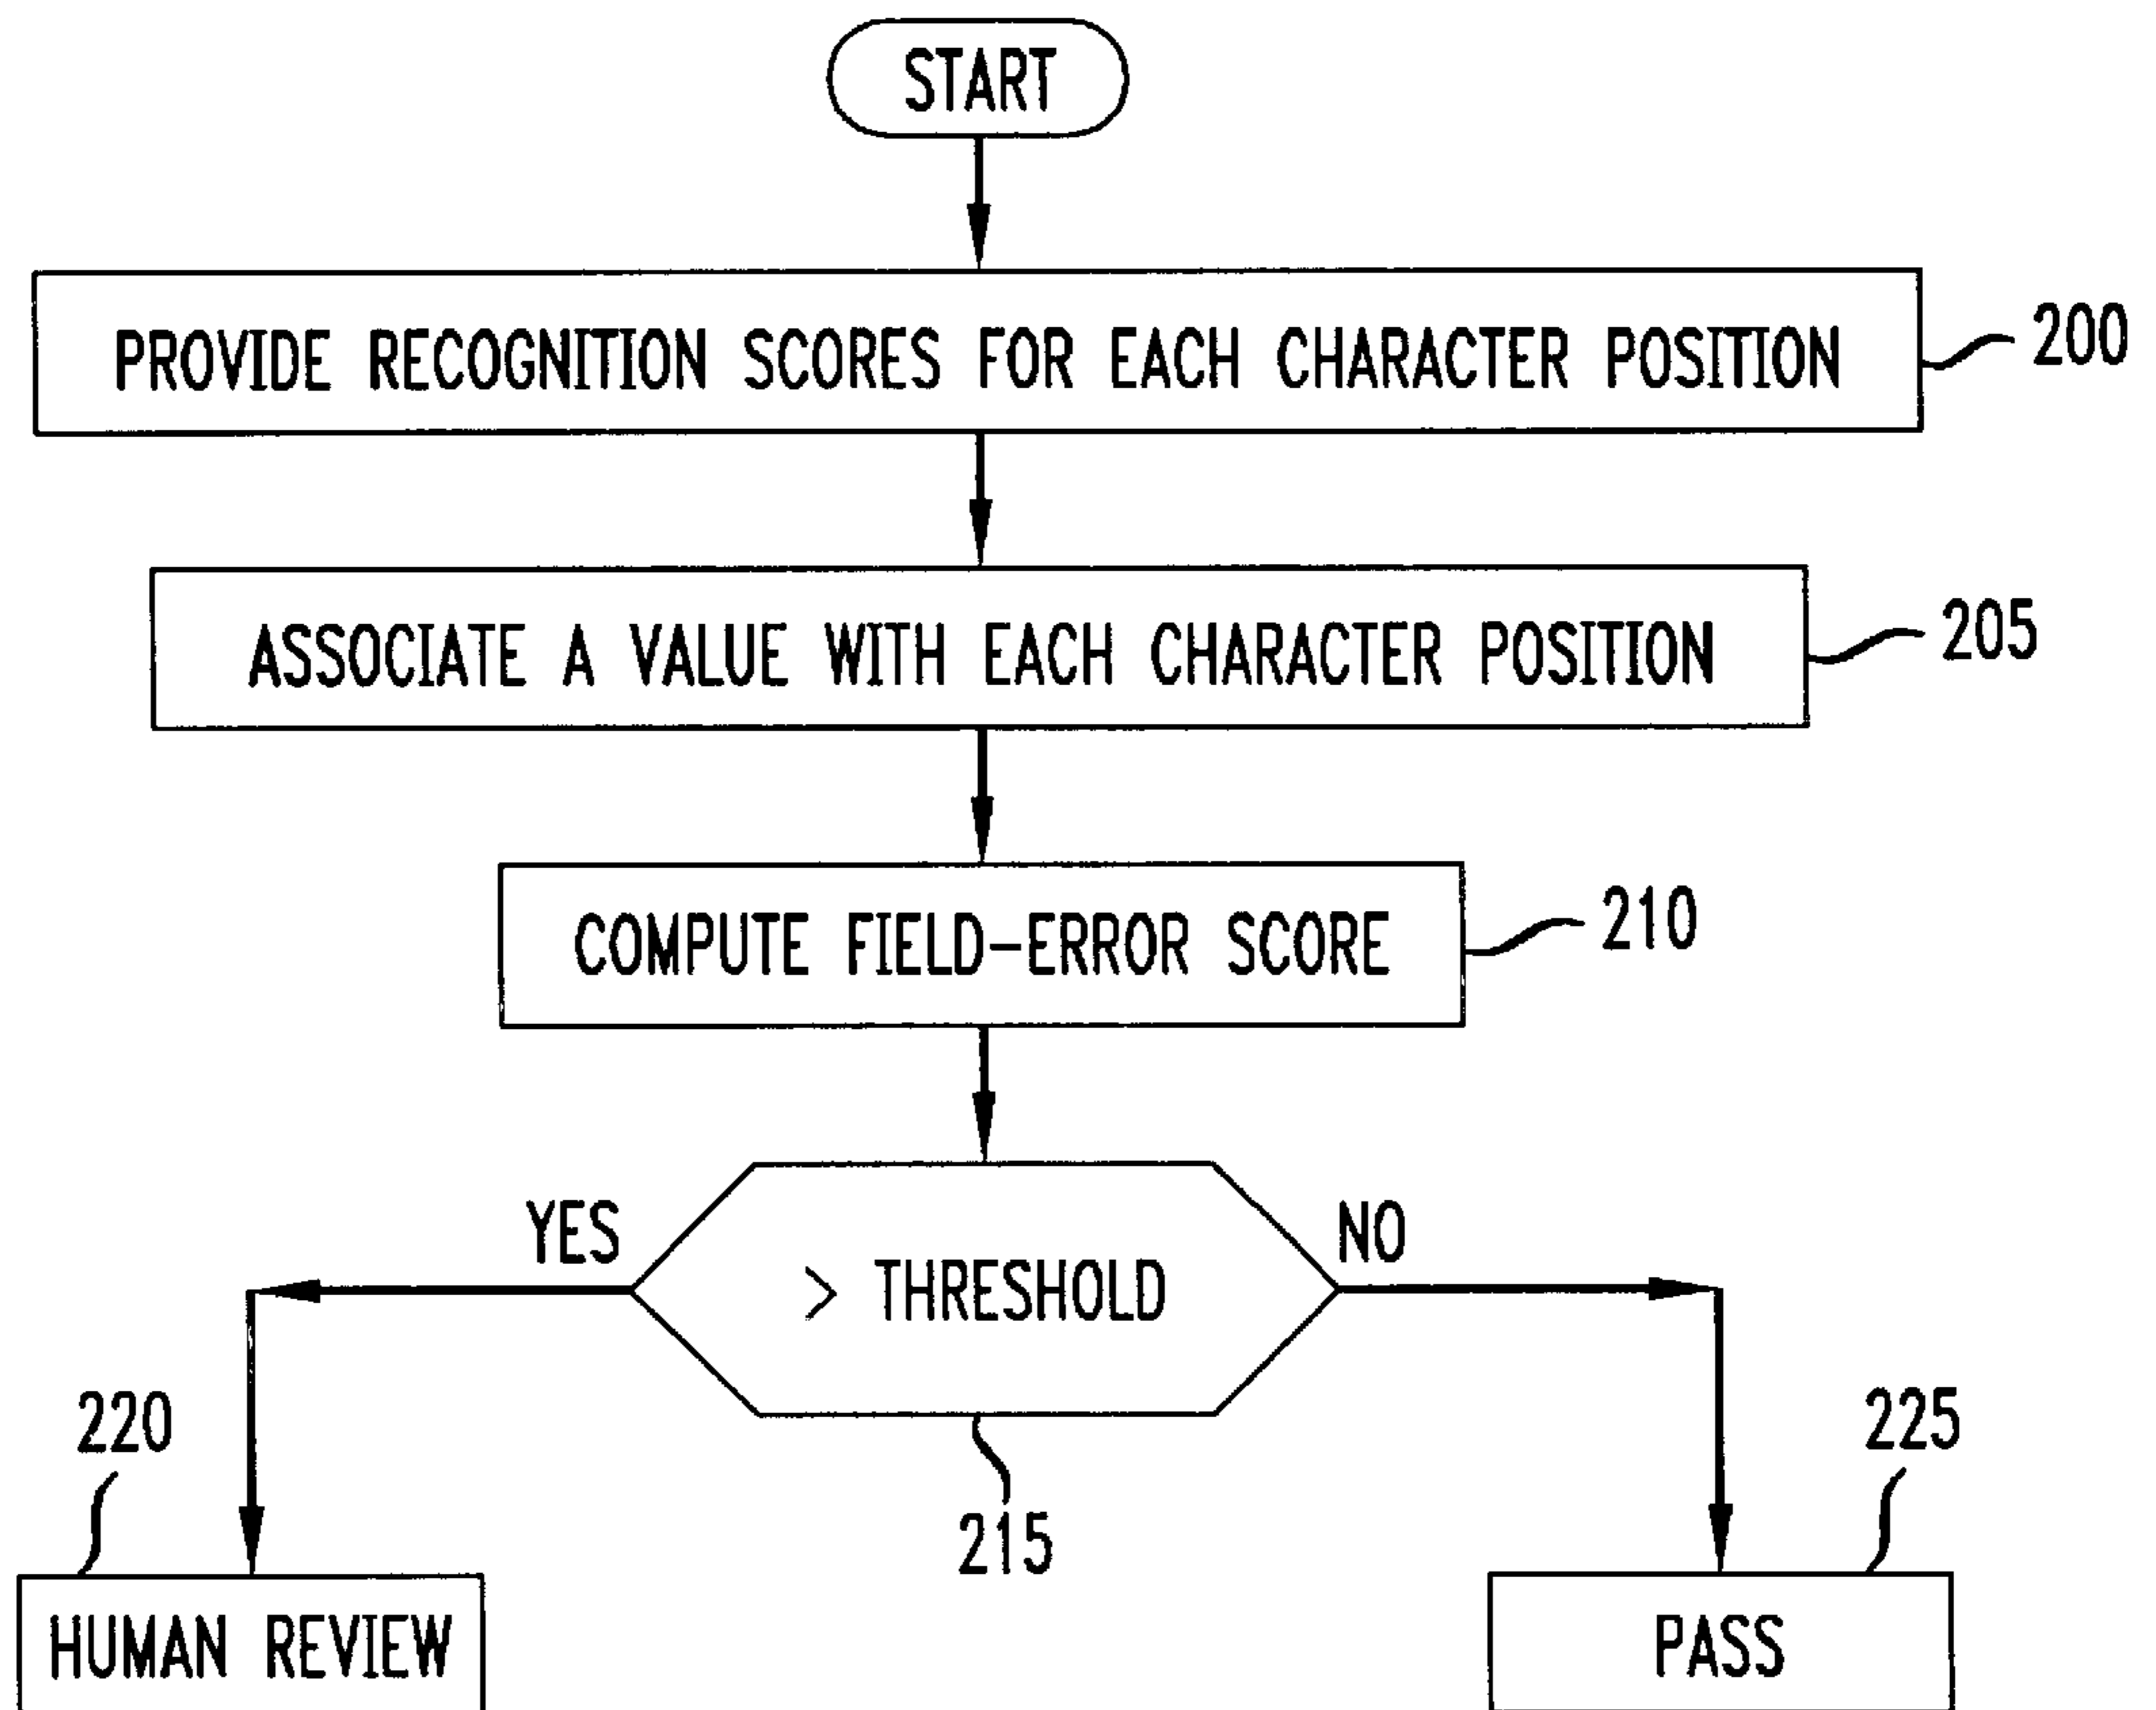 START
PROVIDE RECOGNITION SCORES FOR EACH CHARACTER POSITION
200
ASSOCIATE A VALUE WITH EACH CHARACTER POSITION
205
COMPUTE FIELD-ERROR SCORE
210
YES
> THRESHOLD
NO
220
215
225
HUMAN REVIEW
PASS